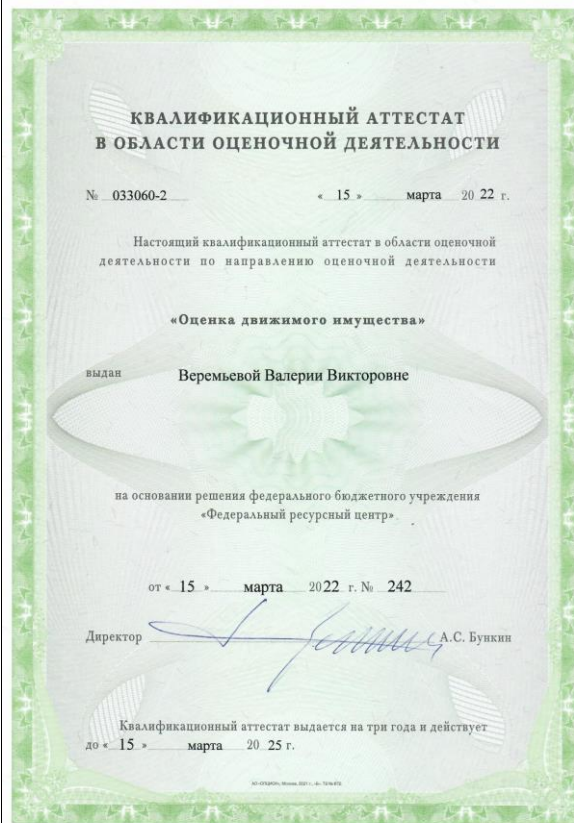 КВАЛИФИКАЦИОННЫЙ АТТЕСТАТ
В ОБЛАСТИ ОЦЕНОЧНОЙ ДЕЯТЕЛЬНОСТИ
№ 033060-2 « 15 » марта 20 22 г.
Настоящий квалификационный аттестат в области оценочной
деятельности по направлению оценочной деятельности
«Оценка движимого имущества»
выдан Веремьевой Валерии Викторовне
на основании решения федерального бюджетного учреждения
«Федеральный ресурсный центр»
от « 15 » марта 2022 г. № 242
Директор А.С. Бункин
Квалификационный аттестат выдается на три года и действует
до « 15 » марта 20 25 г.